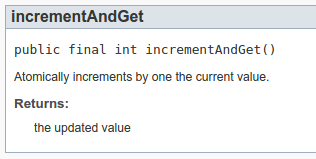 incrementAndGet
public final int incrementAndGet()
Atomically increments by one the current value.
Returns:
the updated value